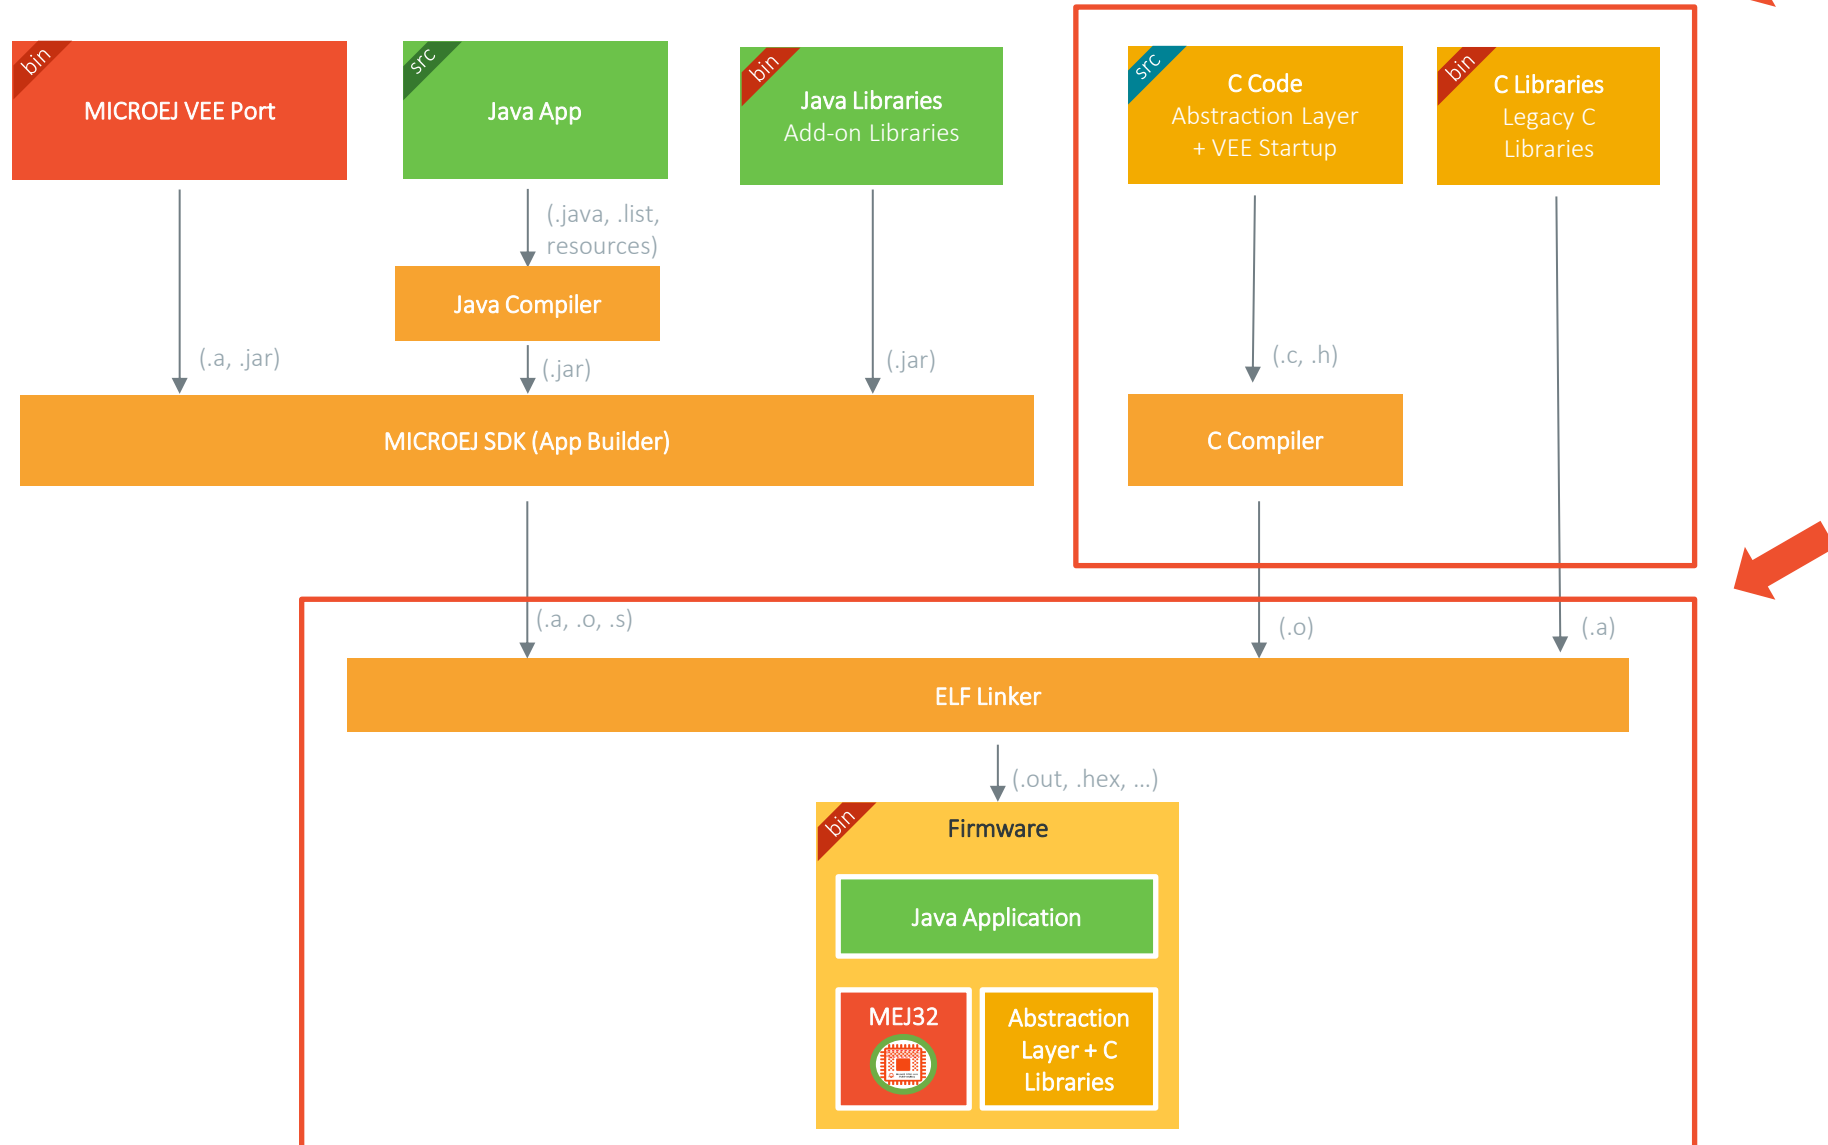 bin
MICROEJ VEE Port
src
Java App
bin
Java Libraries
Add-on Libraries
src
C Code
Abstraction Layer
+ VEE Startup
bin
C Libraries
Legacy C
Libraries
(.java, .list,
resources)
Java Compiler
(.a, .jar)
(.jar)
(.jar)
(.c, .h)
MICROEJ SDK (App Builder)
C Compiler
(.a, .o, .s)
(.o)
(.a)
ELF Linker
(.out, .hex, ...)
bin
Firmware
Java Application
MEJ32
Abstraction
Layer + C
Libraries